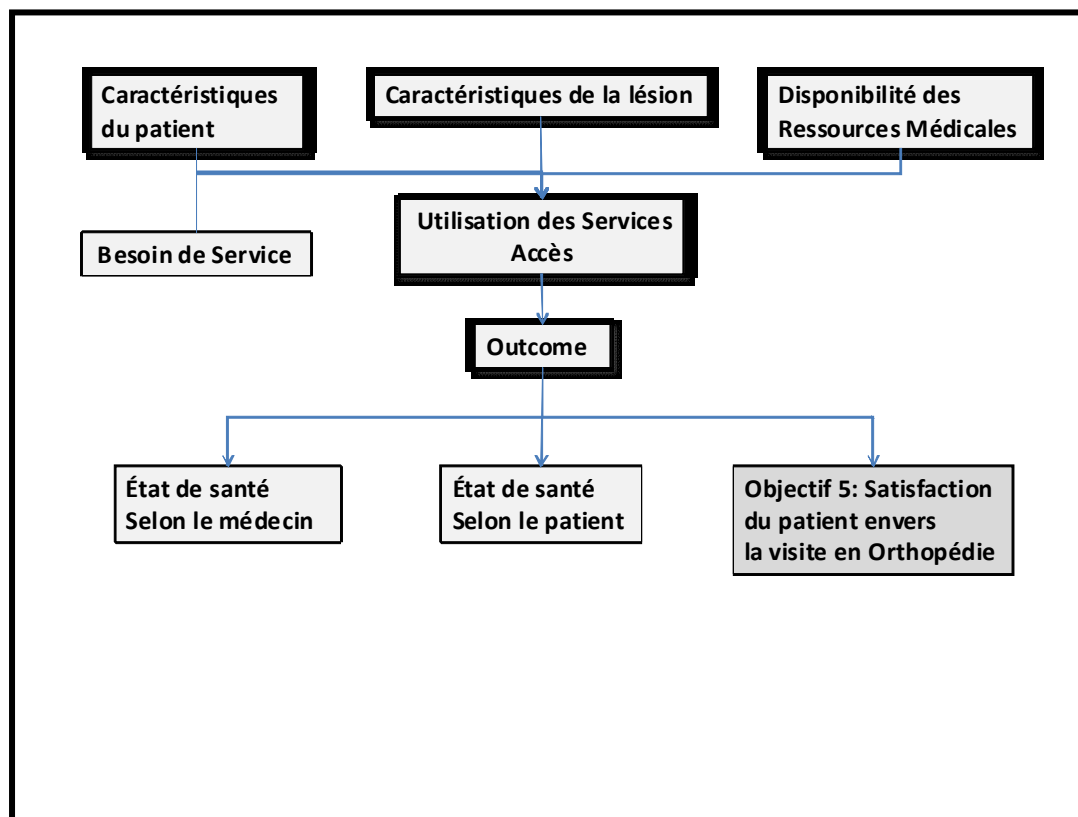 Caractéristiques
du patient
Caractéristiques de la lésion
Disponibilité des
Ressources Médicales
Utilisation des Services
Accès
Besoin de Service
Outcome
État de santé
Selon le médecin
État de santé
Selon le patient
Objectif 5: Satisfaction
du patient envers
la visite en Orthopédie